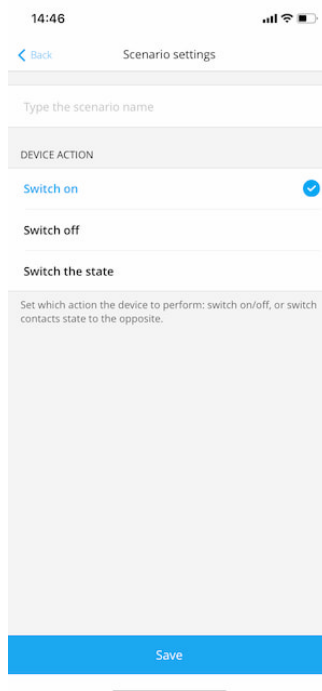 14:46
Back
Scenario settings
Type the scenario name
DEVICE ACTION
Switch on
Switch off
Switch the state
Set which action the device to perform: switch on/off, or switch
contacts state to the opposite.
Save